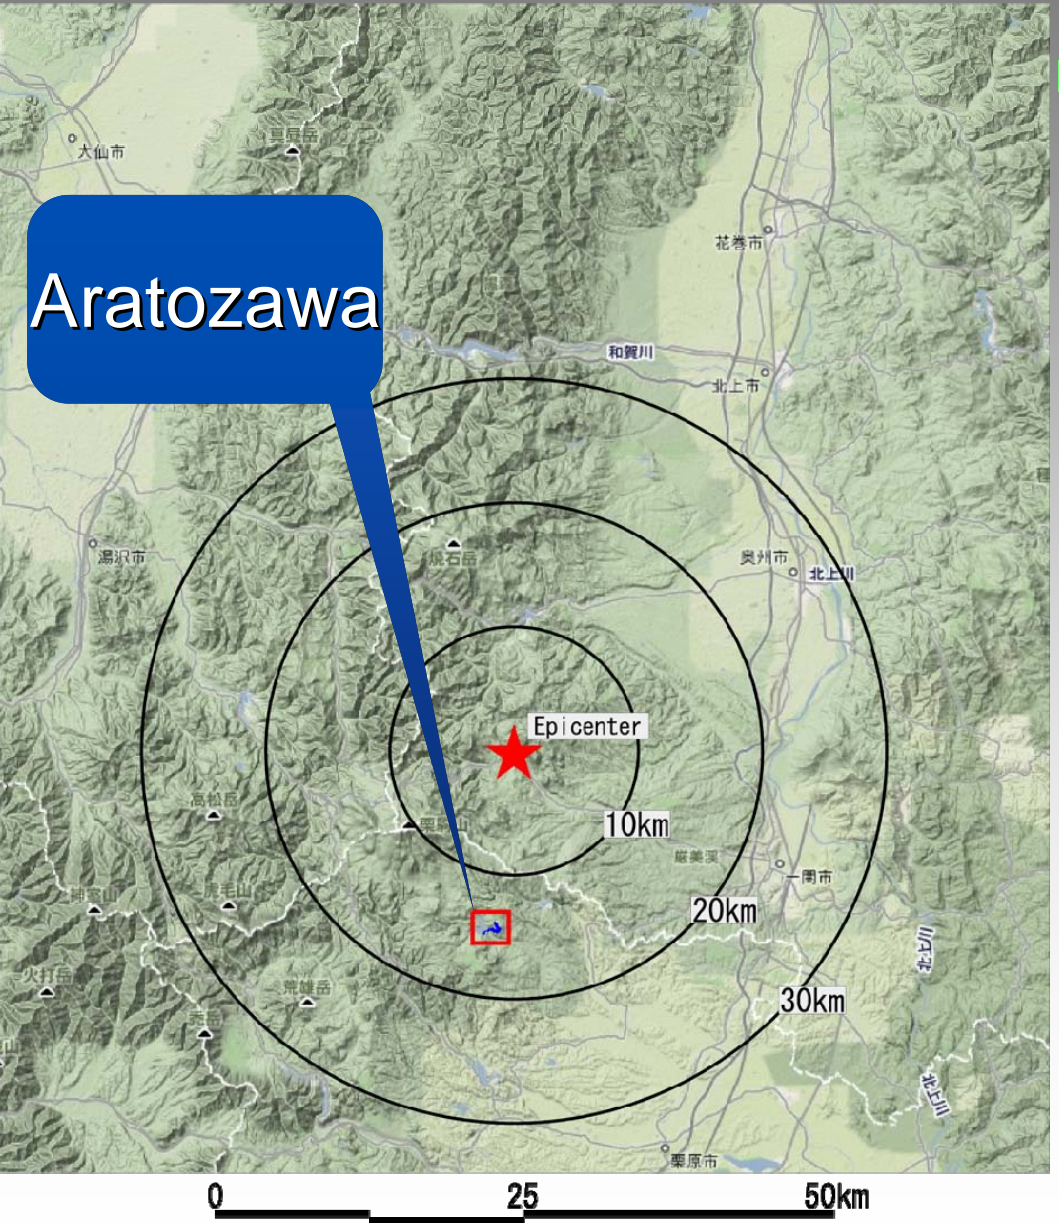 大仙市
真昼岳
花巻市
Aratozawa
和賀川
北上市
焼石岳
湯沢市
奥州市
北上川
Epicenter
高松岳
栗駒山
10km
厳美渓
一関市
神室山
虎毛山
20km
北上川
火打岳
荒雄岳
30km
山
北上川
栗原市
0 25 50km